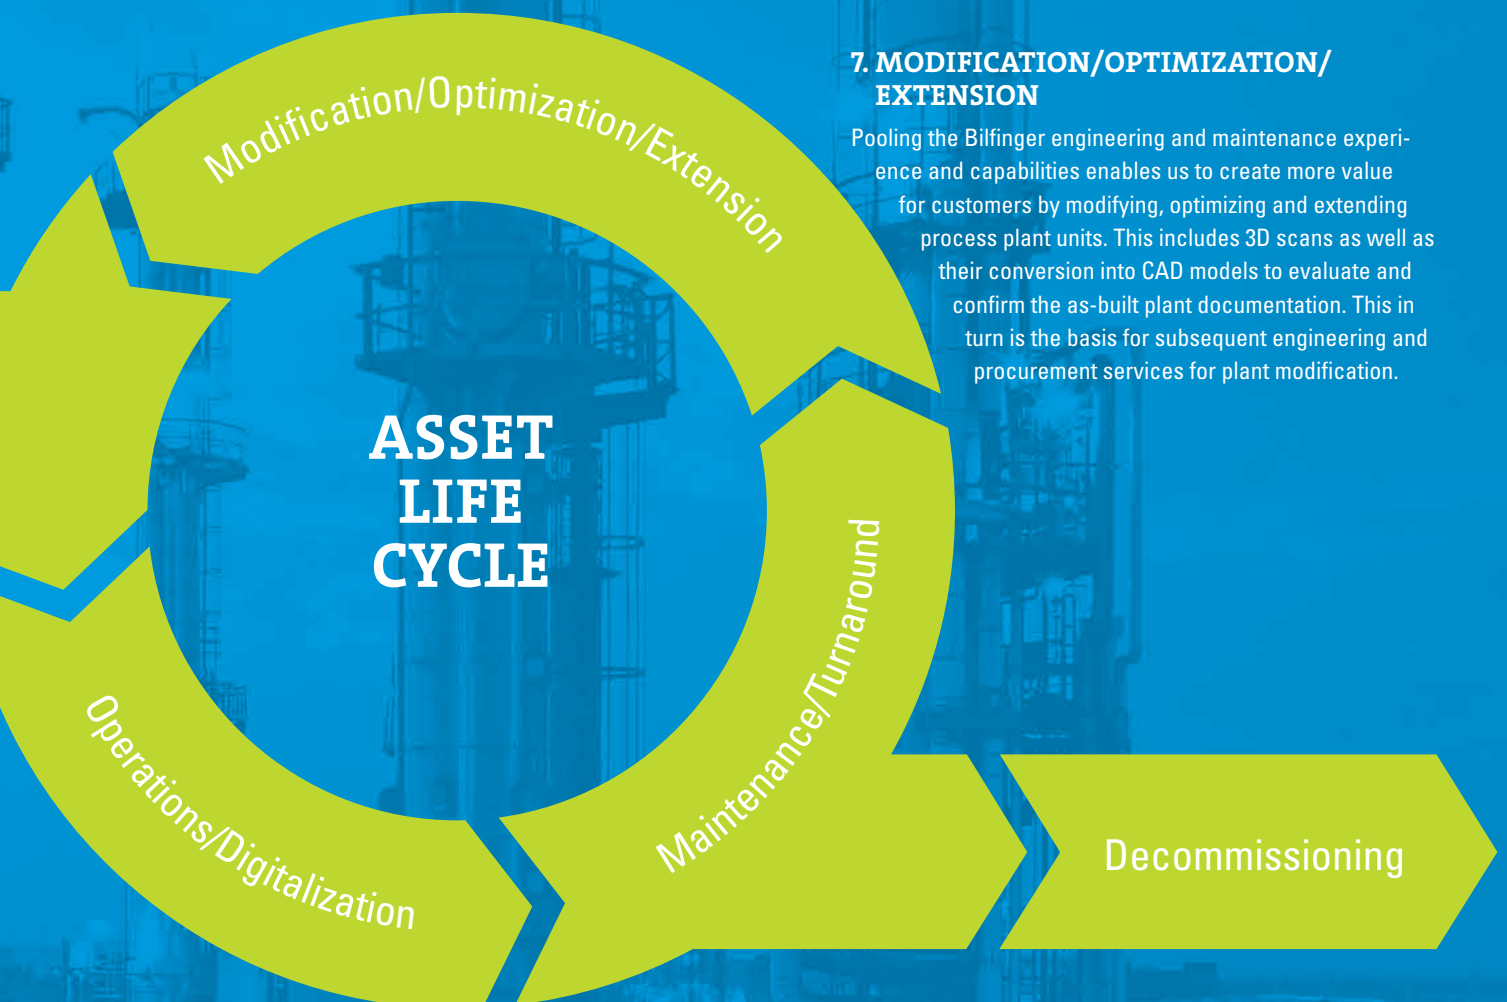 Modification/Optimization/Extension
7. MODIFICATION/OPTIMIZATION/
EXTENSION
Pooling the Bilfinger engineering and maintenance experi-
ence and capabilities enables us to create more value
for customers by modifying, optimizing and extending
process plant units. This includes 3D scans as well as
their conversion into CAD models to evaluate and
confirm the as-built plant documentation. This in
turn is the basis for subsequent engineering and
procurement services for plant modification.
ASSET
LIFE
CYCLE
Maintenance/Turnaround
Operations/Digitalization
Decommissioning